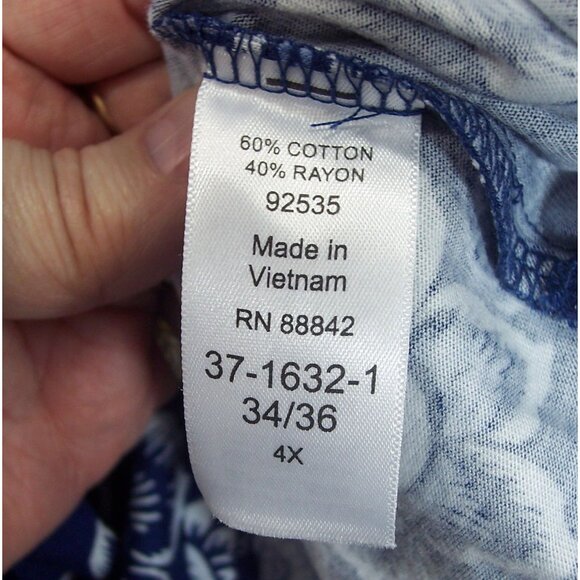 60% COTTON
40% RAYON
92535
Made in
Vietnam
RN 88842
37-1632-1
34/36
4X